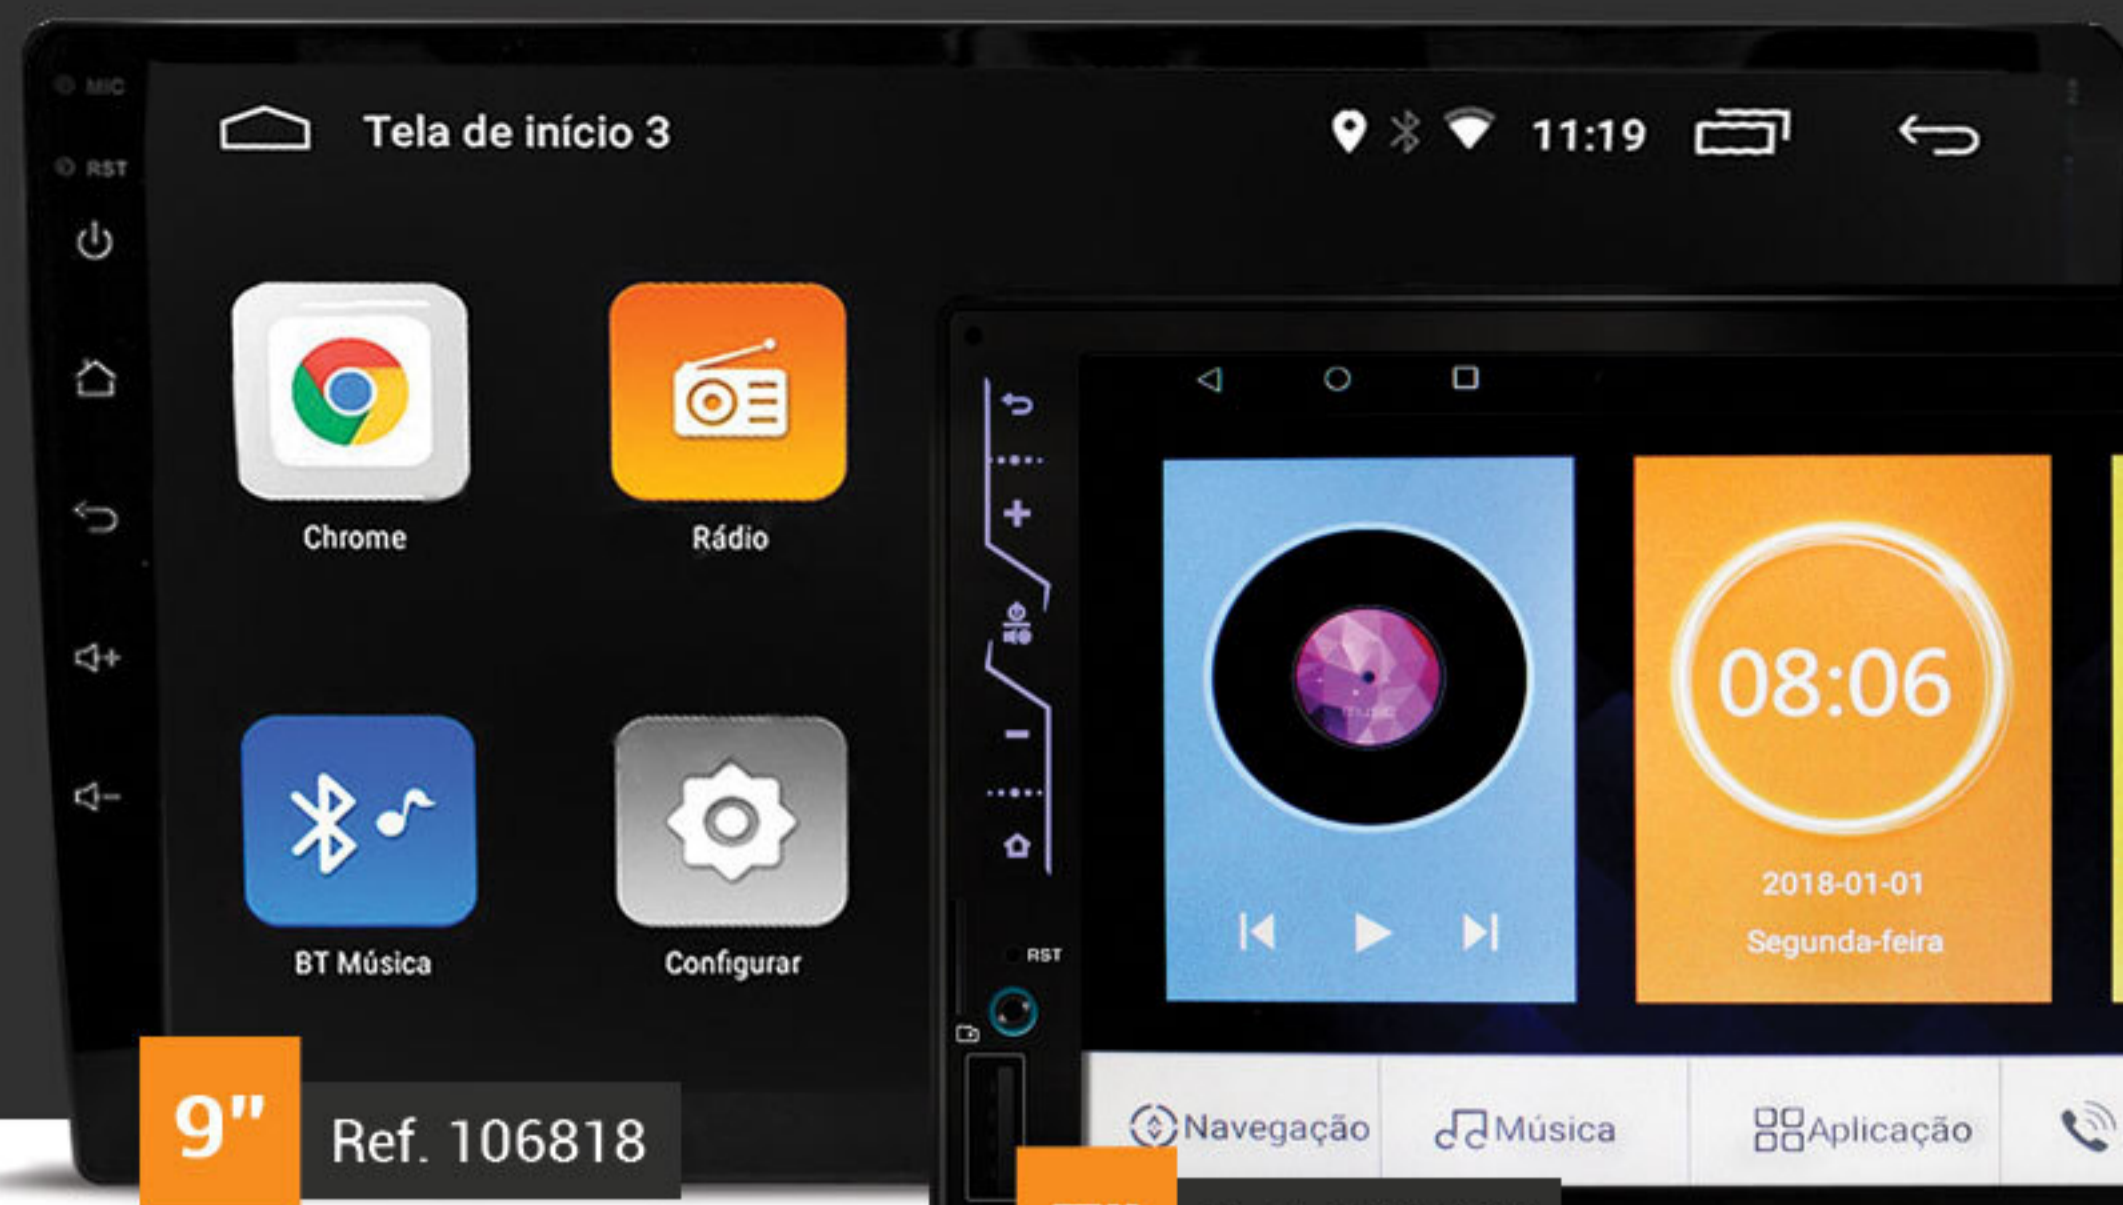 MIC
Tela de início 3
11:19
RST
Chrome
Rádio
BT Música
Configurar
9"
Ref. 106818
music
08:06
2018-01-01
Segunda-feira
RST
Navegação
Música
Aplicação